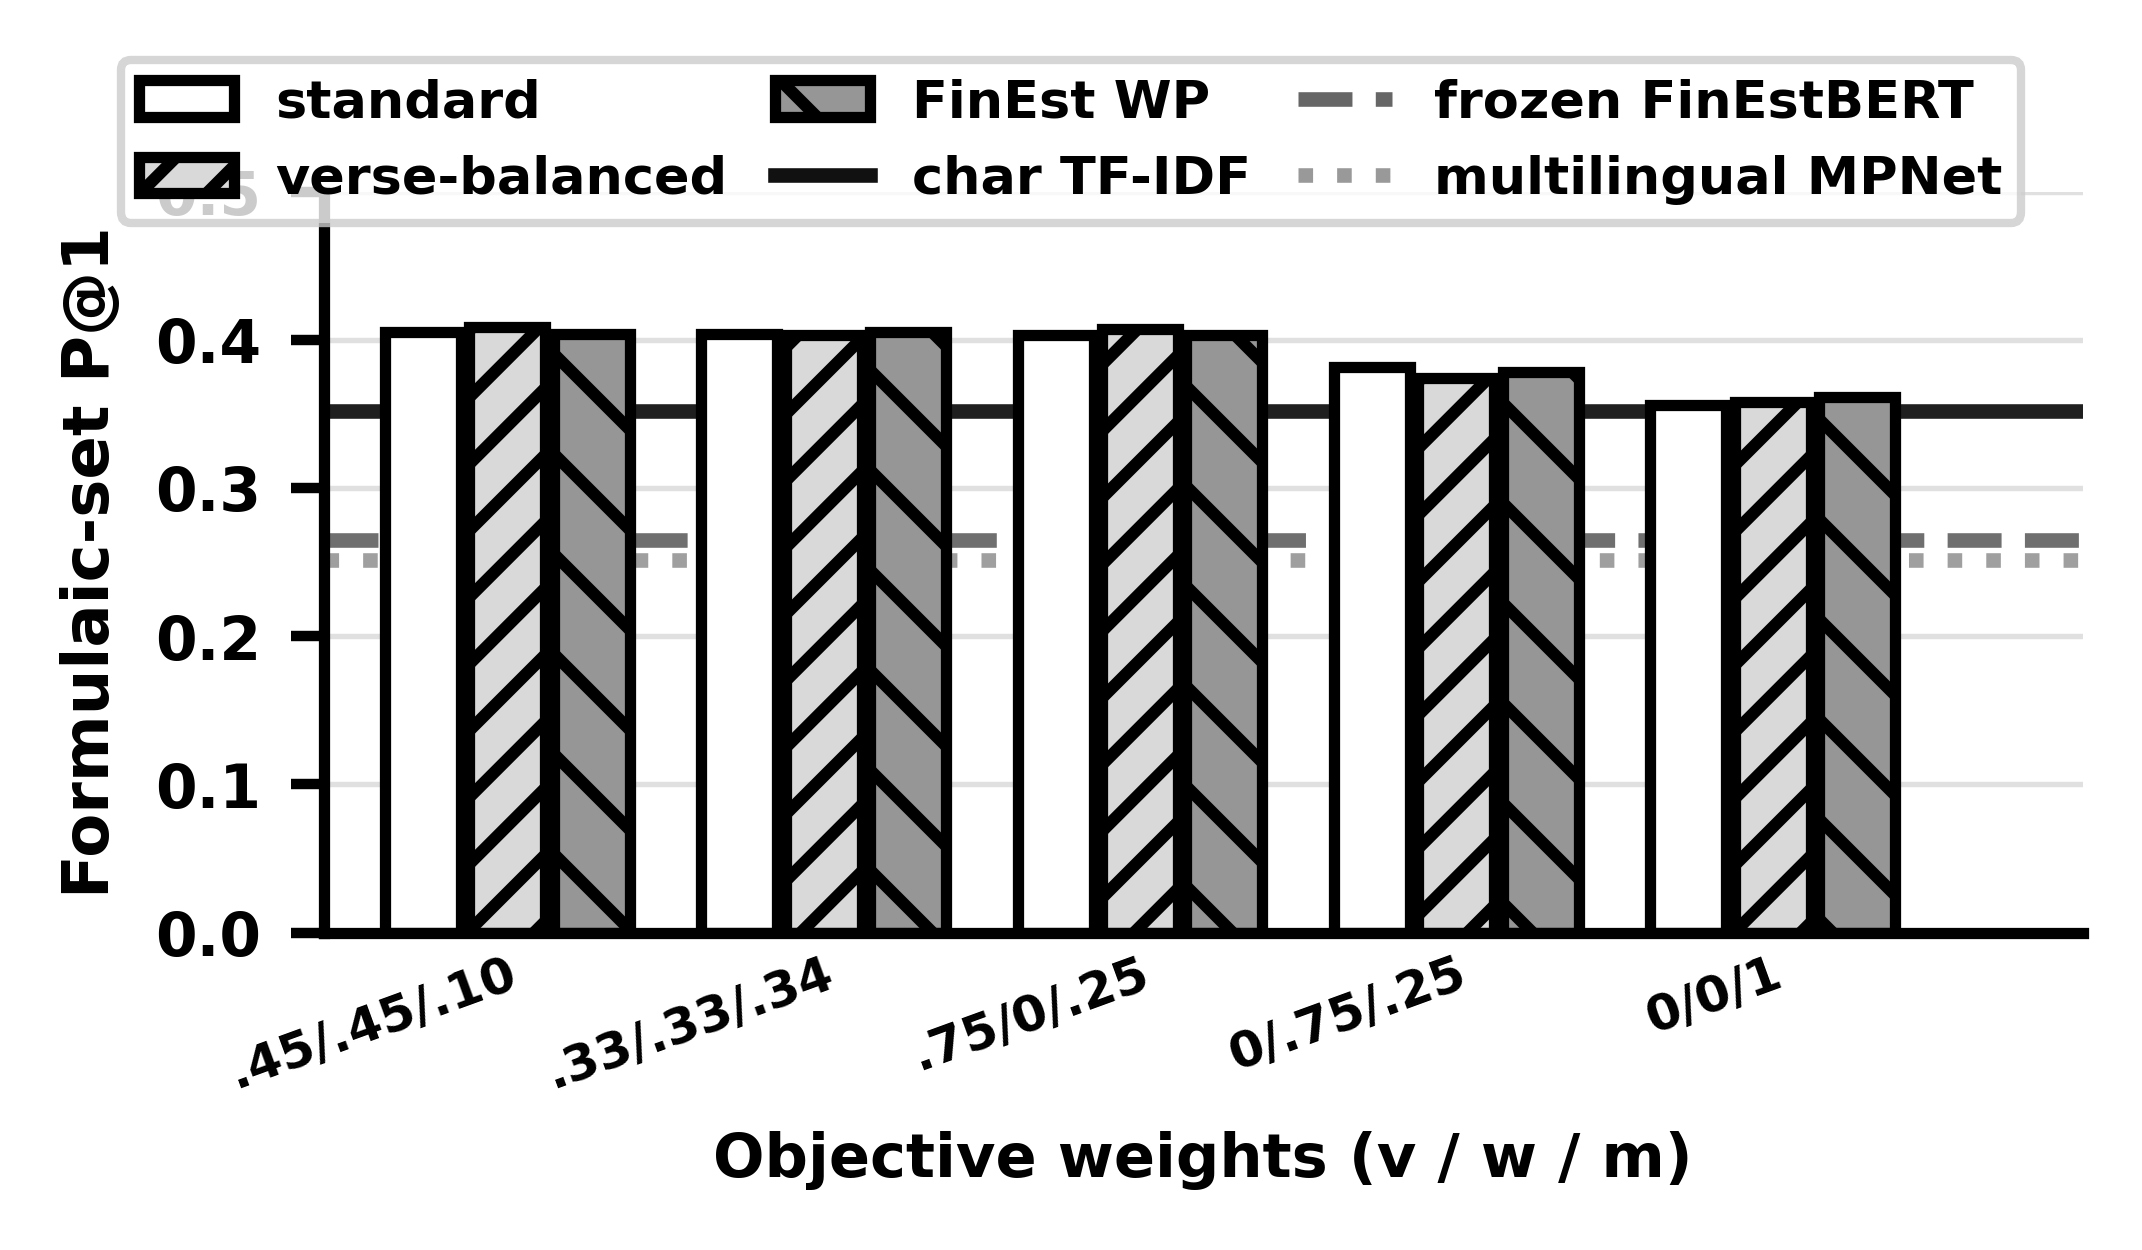 standard
verse-balanced
FinEst WP
char TF-IDF
frozen FinEstBERT
multilingual MPNet
Formulaic-set P@1
0.5
0.4
0.3
0.2
0.1
0.0
.45/.45/.10
.33/.33/.34
.75/0/.25
0/.75/.25
0/0/1
Objective weights (v / w / m)